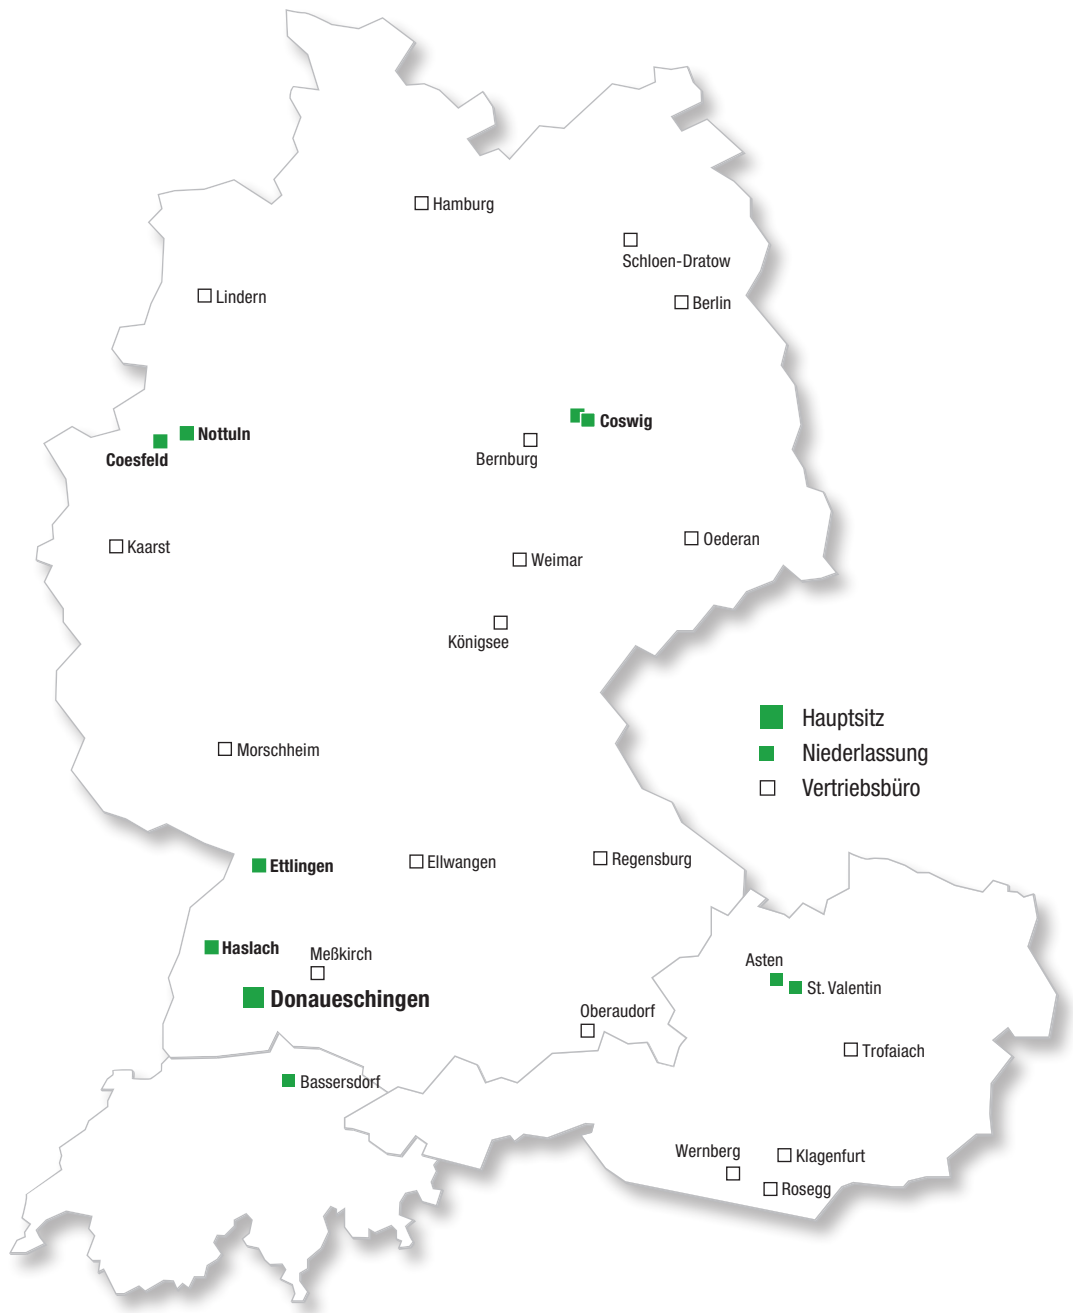 Hamburg
Schloen-Dratow
Lindern
Berlin
Coswig
Nottuln
Bernburg
Coesfeld
Oederan
Kaarst
Weimar
Königsee
Hauptsitz
Morschheim
Niederlassung
Vertriebsbüro
Ettlingen
Ellwangen
Regensburg
Haslach
Meßkirch
Asten
St. Valentin
Donaueschingen
Oberaudorf
Trofaiach
Bassersdorf
Wernberg
Klagenfurt
Rosegg